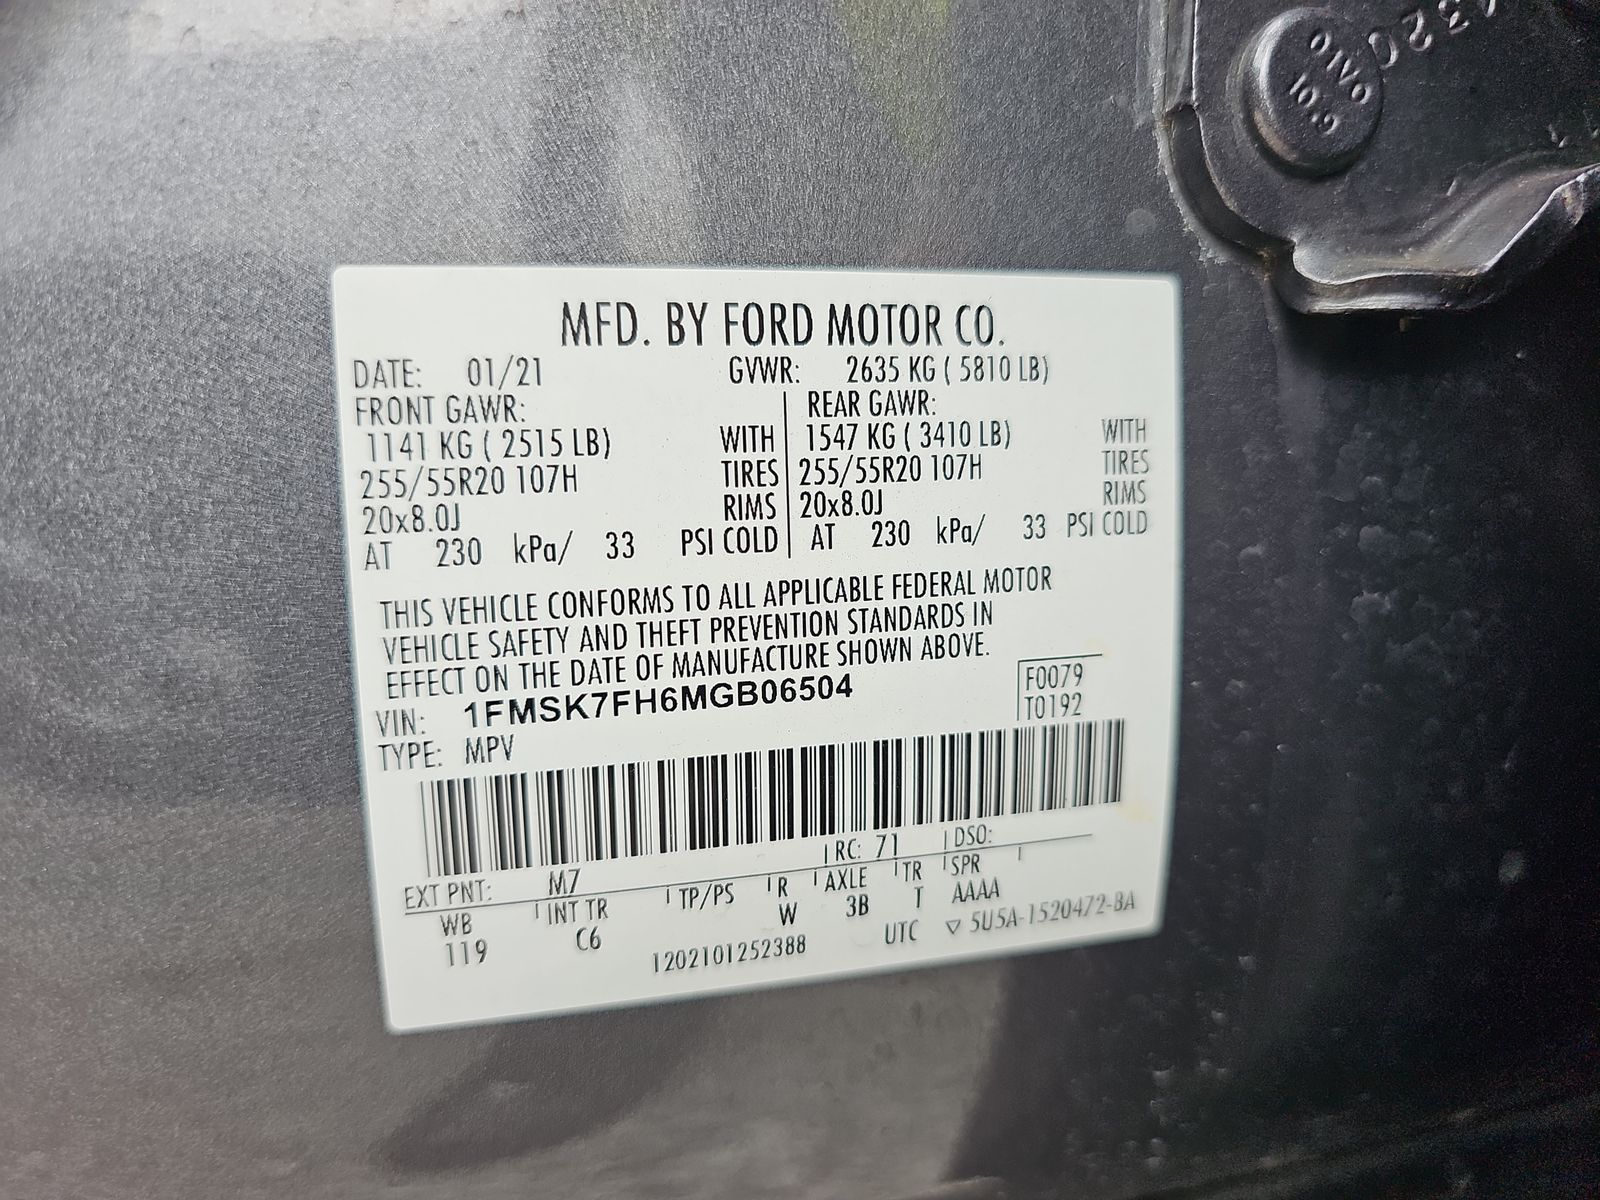 MFD. BY FORD MOTOR CO.
DATE: 01/21 GVWR: 2635 KG ( 5810 LB)
FRONT GAWR: REAR GAWR:
1141 KG ( 2515 LB) WITH 1547 KG ( 3410 LB) WITH
255/55R20 107H TIRES 255/55R20 107H TIRES
20x8.0J RIMS 20x8.0J RIMS
AT 230 kPa/ 33 PSI COLD AT 230 kPa/ 33 PSI COLD
THIS VEHICLE CONFORMS TO ALL APPLICABLE FEDERAL MOTOR
VEHICLE SAFETY AND THEFT PREVENTION STANDARDS IN
EFFECT ON THE DATE OF MANUFACTURE SHOWN ABOVE.
VIN: 1FMSK7FH6MGB06504 F0079
TYPE: MPV T0192
EXT PNT: M7 RC: 71 DSO:
WB INT TR TP/PS R AXLE TR SPR
119 C6 W 3B T AAAA
1202101252388 UTC ▽ 5U5A-1520472-BA